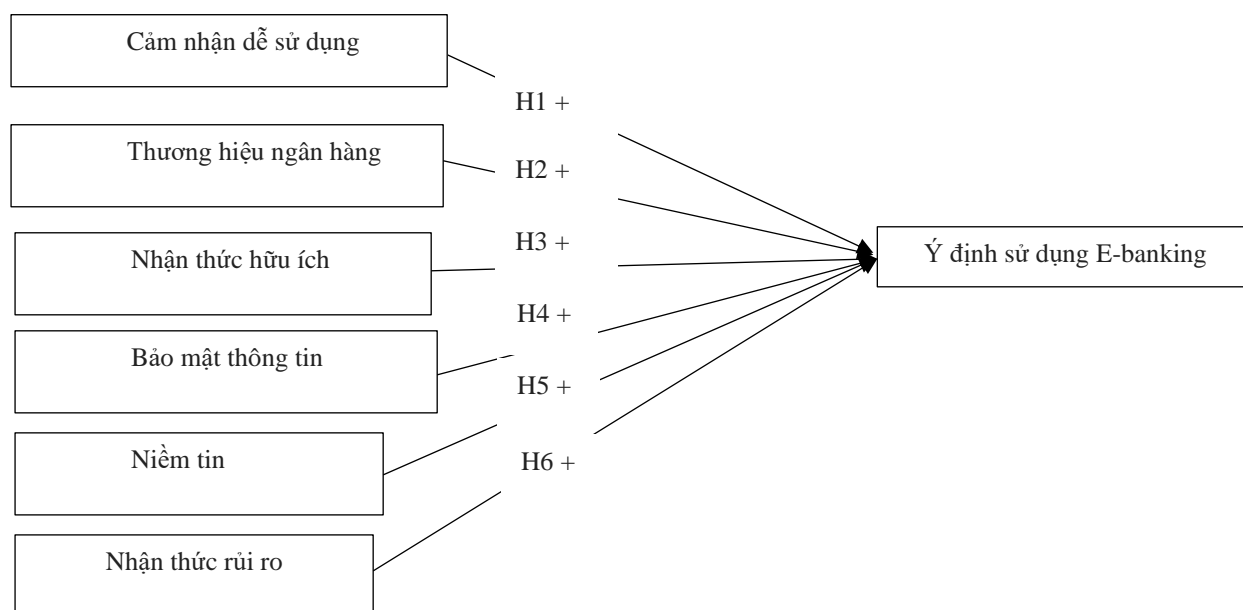 Cảm nhận dễ sử dụng
H1 +
Thương hiệu ngân hàng
H2 +
Nhận thức hữu ích
H3 +
Ý định sử dụng E-banking
H4 +
Bảo mật thông tin
H5 +
Niềm tin
H6 +
Nhận thức rủi ro